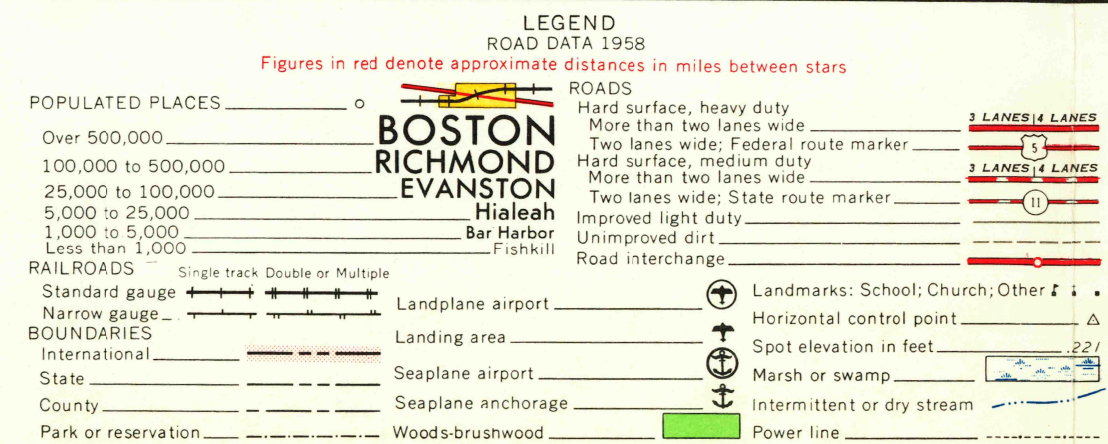 LEGEND
ROAD DATA 1958
Figures in red denote approximate distances in miles between stars
POPULATED PLACES
Over 500,000 BOSTON
100,000 to 500,000 RICHMOND
25,000 to 100,000 EVANSTON
5,000 to 25,000 Hialeah
1,000 to 5,000 Bar Harbor
Less than 1,000 Fishkill
ROADS
Hard surface, heavy duty
More than two lanes wide 3 LANES 4 LANES
Two lanes wide; Federal route marker 5
Hard surface, medium duty
More than two lanes wide 3 LANES 4 LANES
Two lanes wide; State route marker 11
Improved light duty
Unimproved dirt
Road interchange
RAILROADS Single track Double or Multiple
Standard gauge
Narrow gauge
BOUNDARIES
International
State
County
Park or reservation
Landplane airport
Landing area
Seaplane airport
Seaplane anchorage
Woods-brushwood
Landmarks: School; Church; Other
Horizontal control point
Spot elevation in feet .221
Marsh or swamp
Intermittent or dry stream
Power line